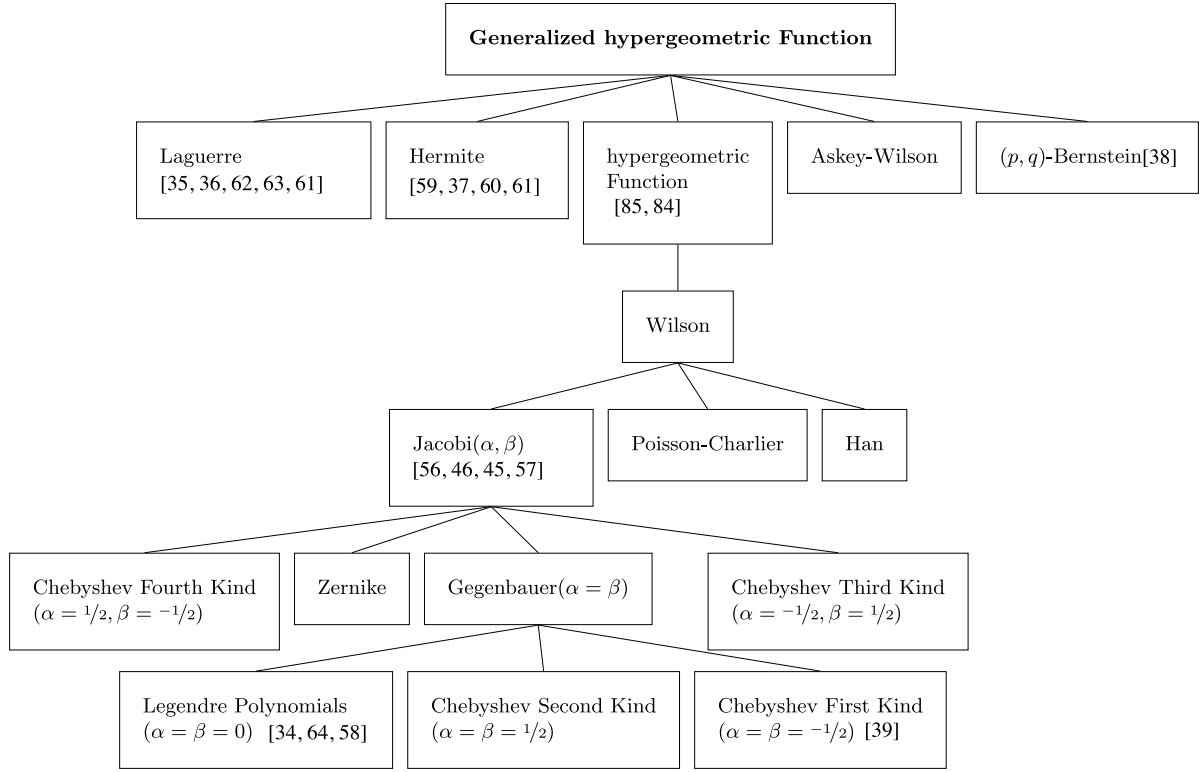 Generalized hypergeometric Function
Laguerre
[35, 36, 62, 63, 61]
Hermite
[59, 37, 60, 61]
hypergeometric
Function
[85, 84]
Askey-Wilson
(p, q)-Bernstein[38]
Wilson
Jacobi(α, β)
[56, 46, 45, 57]
Poisson-Charlier
Han
Chebyshev Fourth Kind
(α = 1/2, β = −1/2)
Zernike
Gegenbauer(α = β)
Chebyshev Third Kind
(α = −1/2, β = 1/2)
Legendre Polynomials
(α = β = 0) [34, 64, 58]
Chebyshev Second Kind
(α = β = 1/2)
Chebyshev First Kind
(α = β = −1/2) [39]